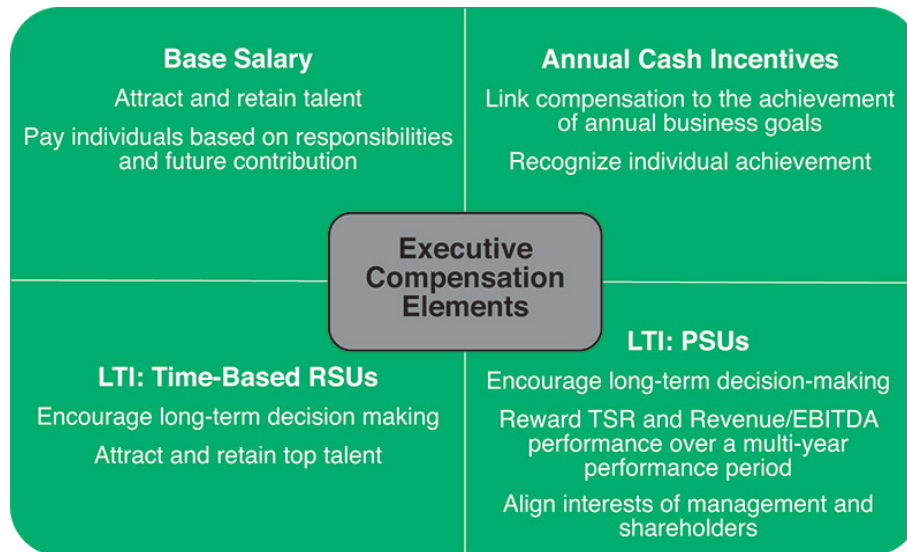 Base Salary
Attract and retain talent
Pay individuals based on responsibilities
and future contribution
Annual Cash Incentives
Link compensation to the achievement
of annual business goals
Recognize individual achievement
Executive
Compensation
Elements
LTI: Time-Based RSUs
Encourage long-term decision making
Attract and retain top talent
LTI: PSUs
Encourage long-term decision-making
Reward TSR and Revenue/EBITDA
performance over a multi-year
performance period
Align interests of management and
shareholders